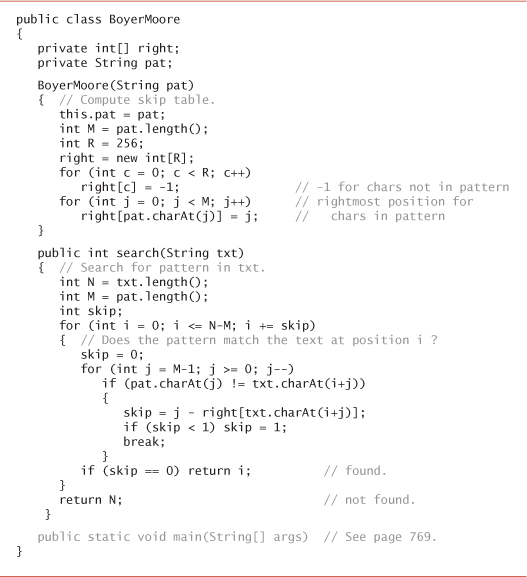 public class BoyerMoore
{
private int[] right;
private String pat;
BoyerMoore(String pat)
{ // Compute skip table.
this.pat = pat;
int M = pat.length();
int R = 256;
right = new int[R];
for (int c = 0; c < R; c++)
right[c] = -1; // -1 for chars not in pattern
for (int j = 0; j < M; j++) // rightmost position for
right[pat.charAt(j)] = j; // chars in pattern
}
public int search(String txt)
{ // Search for pattern in txt.
int N = txt.length();
int M = pat.length();
int skip;
for (int i = 0; i <= N-M; i += skip)
{ // Does the pattern match the text at position i ?
skip = 0;
for (int j = M-1; j >= 0; j--)
if (pat.charAt(j) != txt.charAt(i+j))
{
skip = j - right[txt.charAt(i+j)];
if (skip < 1) skip = 1;
break;
}
if (skip == 0) return i; // found.
}
return N; // not found.
}
public static void main(String[] args) // See page 769.
}